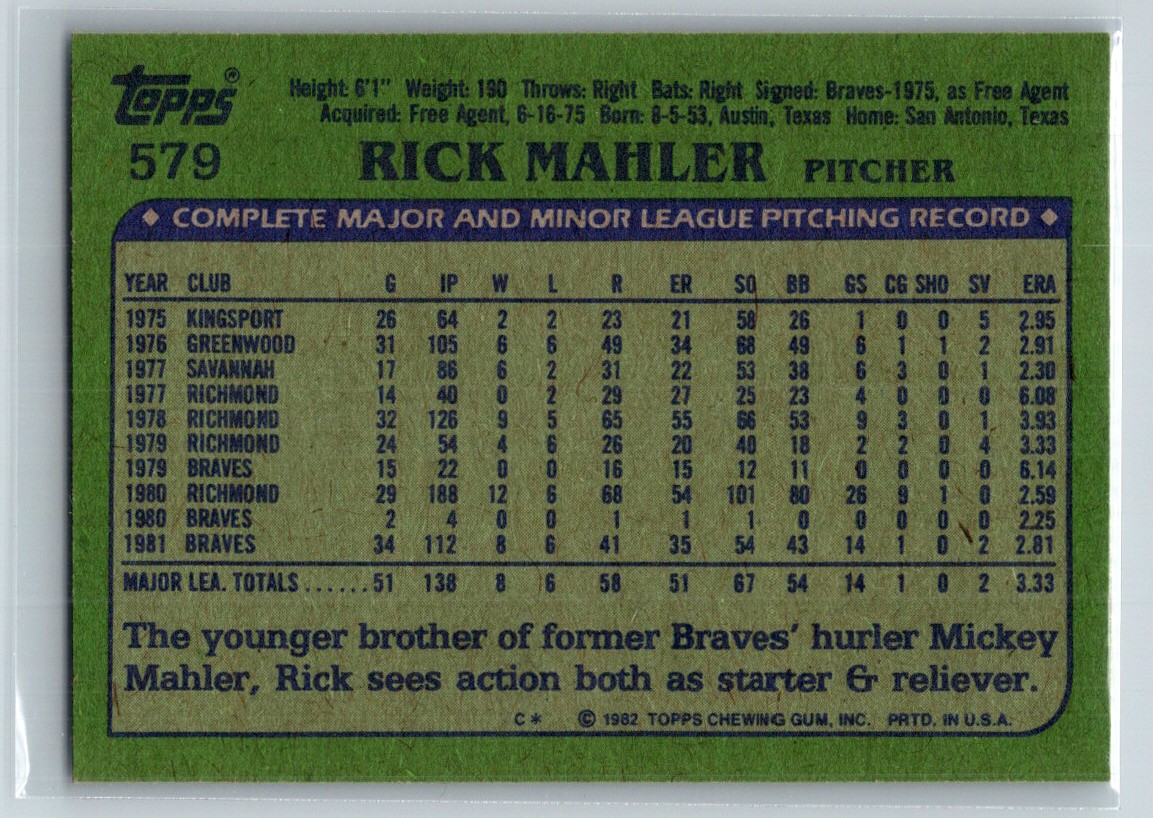 topps®
Height: 6'1" Weight: 190 Throws: Right Bats: Right Signed: Braves-1975, as Free Agent
Acquired: Free Agent, 6-16-75 Born: 8-5-53, Austin, Texas Home: San Antonio, Texas
579 RICK MAHLER PITCHER
◆ COMPLETE MAJOR AND MINOR LEAGUE PITCHING RECORD ◆
YEAR CLUB G IP W L R ER SO BB GS CG SHO SV ERA
1975 KINGSPORT 26 64 2 2 23 21 58 26 1 0 0 5 2.95
1976 GREENWOOD 31 105 6 6 49 34 68 49 6 1 1 2 2.91
1977 SAVANNAH 17 86 6 2 31 22 53 38 6 3 0 1 2.30
1977 RICHMOND 14 40 0 2 29 27 25 23 4 0 0 0 6.08
1978 RICHMOND 32 126 9 5 65 55 66 53 9 3 0 1 3.93
1979 RICHMOND 24 54 4 6 26 20 40 18 2 2 0 4 3.33
1979 BRAVES 15 22 0 0 16 15 12 11 0 0 0 0 6.14
1980 RICHMOND 29 188 12 6 68 54 101 80 26 9 1 0 2.59
1980 BRAVES 2 4 0 0 1 1 1 0 0 0 0 0 2.25
1981 BRAVES 34 112 8 6 41 35 54 43 14 1 0 2 2.81
MAJOR LEA. TOTALS ......51 138 8 6 58 51 67 54 14 1 0 2 3.33
The younger brother of former Braves' hurler Mickey
Mahler, Rick sees action both as starter & reliever.
C* © 1982 TOPPS CHEWING GUM, INC. PRTD. IN U.S.A.